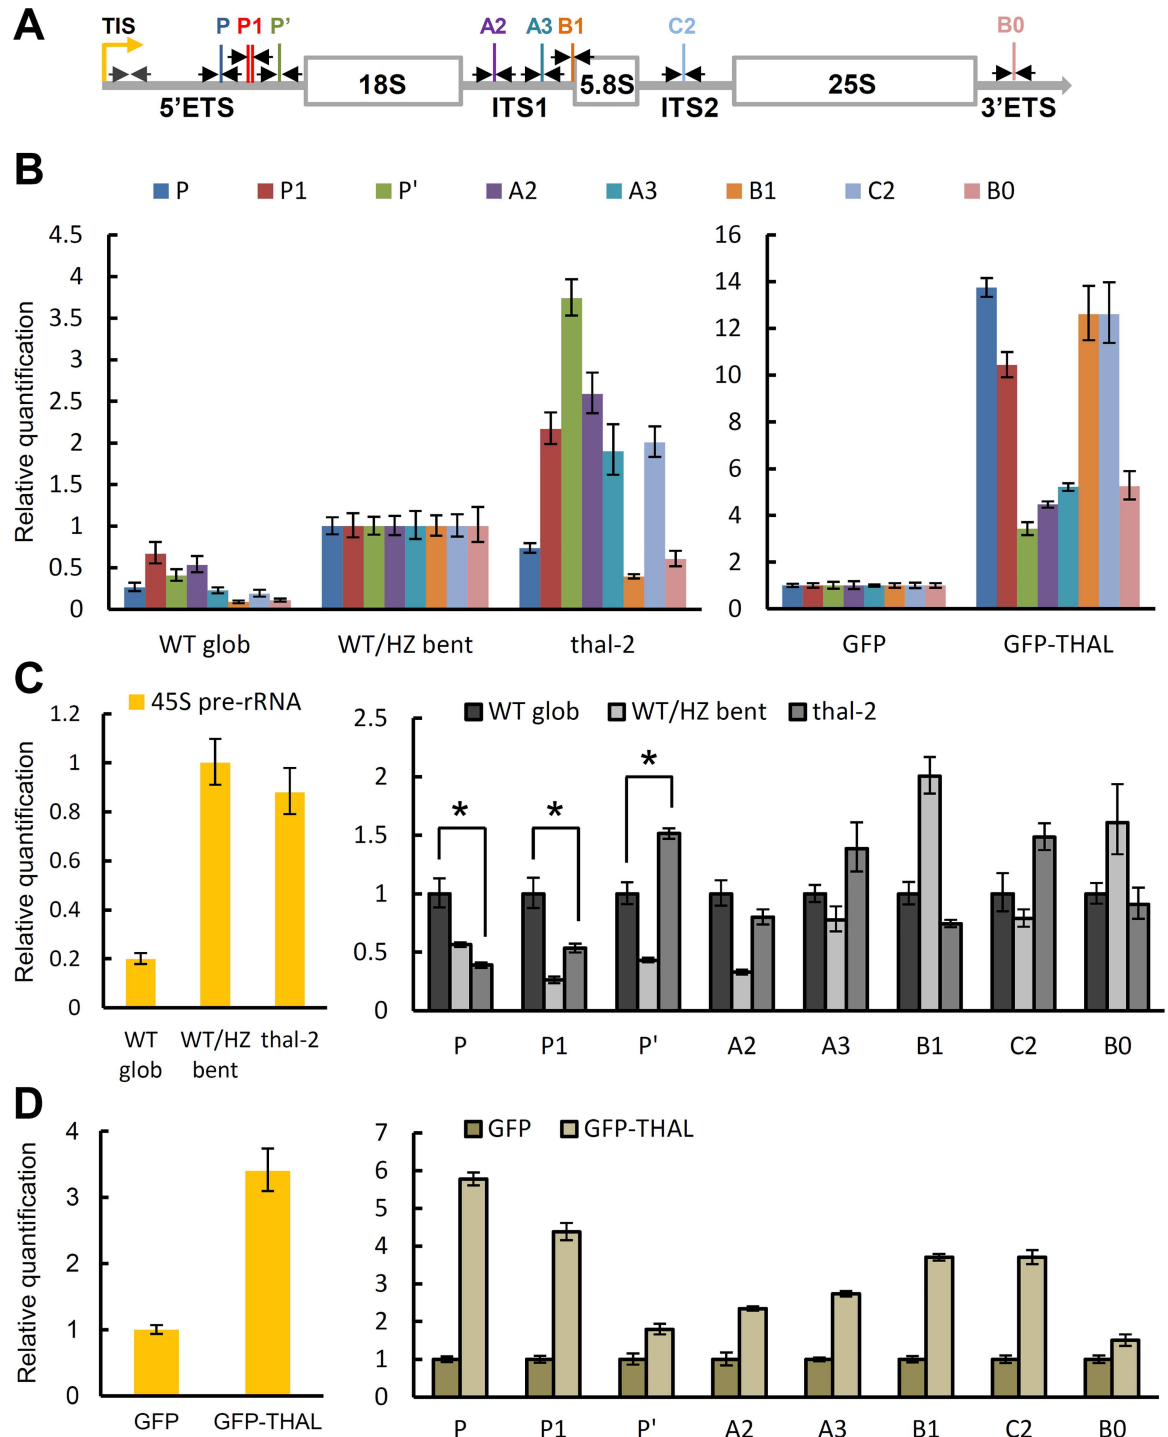 A
TIS P P1 P’ A2 A3 B1 C2 B0
18S 5.8S 25S
5’ETS ITS1 ITS2 3’ETS
B
P P1 P' A2 A3 B1 C2 B0
Relative quantification
4.5
4
3.5
3
2.5
2
1.5
1
0.5
0
WT glob WT/HZ bent thal-2
16
14
12
10
8
6
4
2
0
GFP GFP-THAL
C
45S pre-rRNA
Relative quantification
1.2
1
0.8
0.6
0.4
0.2
0
WT glob
WT/HZ bent
thal-2
WT glob WT/HZ bent thal-2
2.5
2
1.5
1
0.5
0
* * *
P P1 P' A2 A3 B1 C2 B0
D
Relative quantification
4
3
2
1
0
GFP GFP-THAL
GFP GFP-THAL
7
6
5
4
3
2
1
0
P P1 P' A2 A3 B1 C2 B0